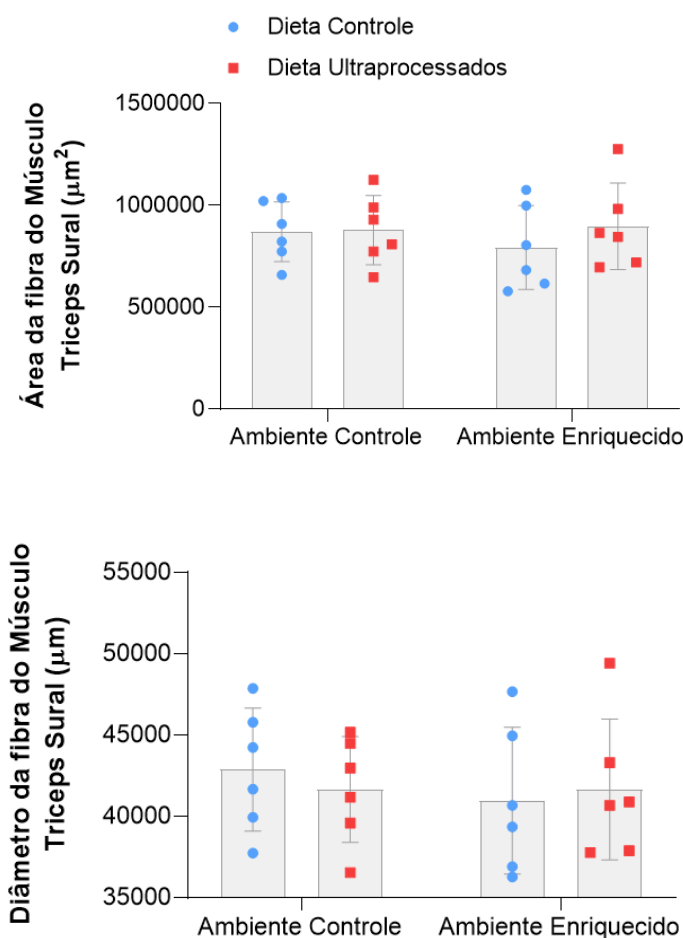 Dieta Controle
Dieta Ultraprocessados
Área da fibra do Músculo
Triceps Sural (μm²)
1500000
1000000
500000
0
Ambiente Controle
Ambiente Enriquecido
Diâmetro da fibra do Músculo
Triceps Sural (μm)
55000
50000
45000
40000
35000
Ambiente Controle
Ambiente Enriquecido